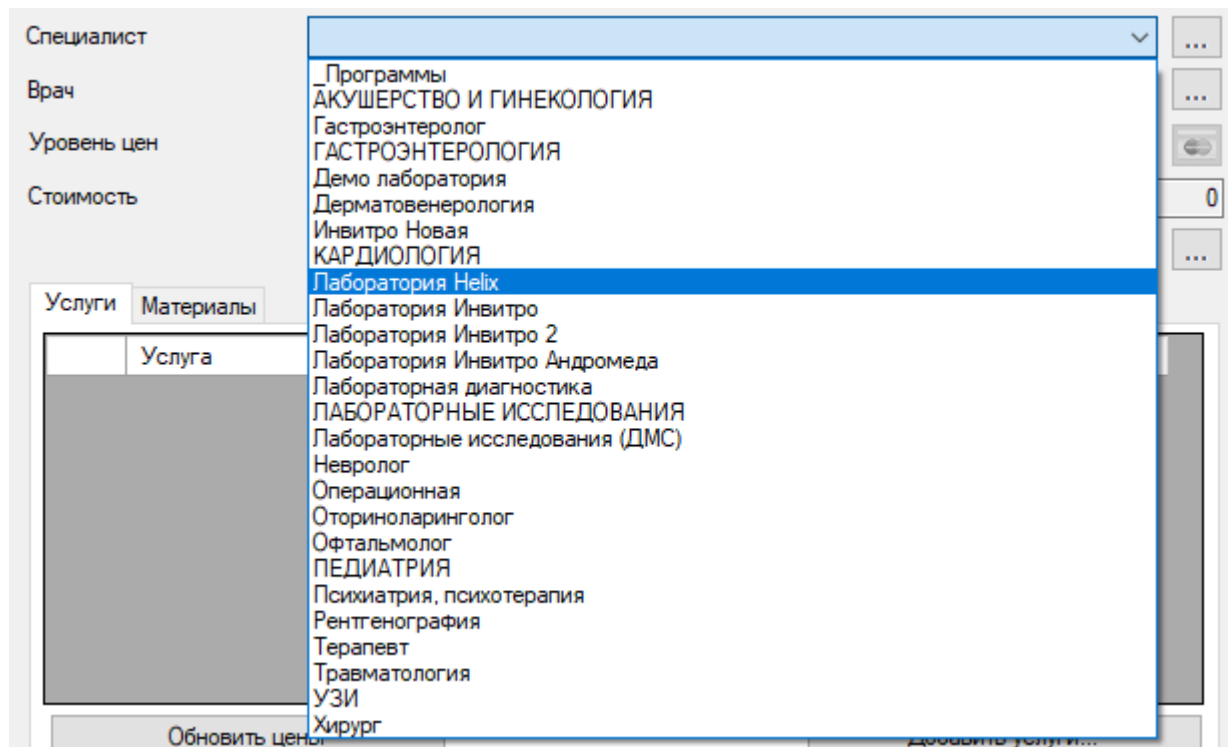 Специалист
...
_Программы
АКУШЕРСТВО И ГИНЕКОЛОГИЯ
Гастроэнтеролог
ГАСТРОЭНТЕРОЛОГИЯ
Демо лаборатория
Дерматовенерология
Инвитро Новая
КАРДИОЛОГИЯ
Лаборатория Helix
Лаборатория Инвитро
Лаборатория Инвитро 2
Лаборатория Инвитро Андромеда
Лабораторная диагностика
ЛАБОРАТОРНЫЕ ИССЛЕДОВАНИЯ
Лабораторные исследования (ДМС)
Невролог
Операционная
Оториноларинголог
Офтальмолог
ПЕДИАТРИЯ
Психиатрия, психотерапия
Рентгенография
Терапевт
Травматология
УЗИ
Хирург
Врач
...
Уровень цен
Стоимость
0
...
Услуги Материалы
Услуга
Обновить цены
Добавить услуги...